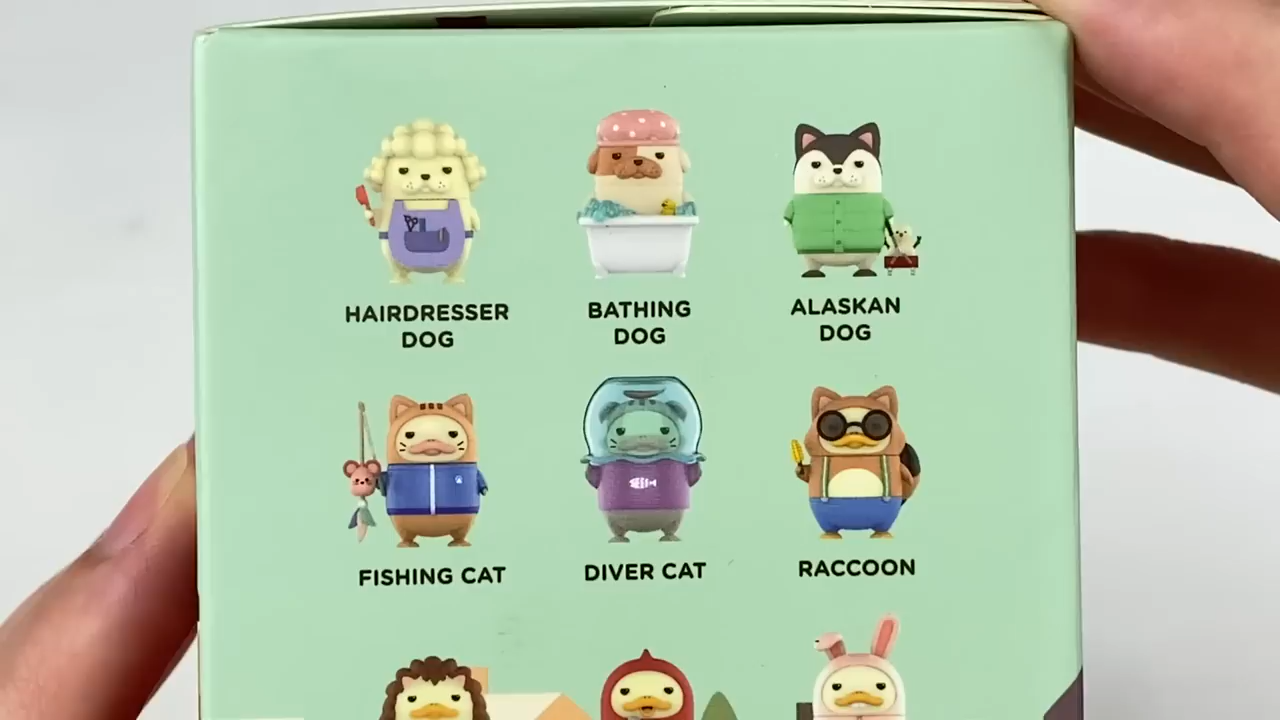 HAIRDRESSER
DOG
BATHING
DOG
ALASKAN
DOG
FISHING CAT
DIVER CAT
RACCOON